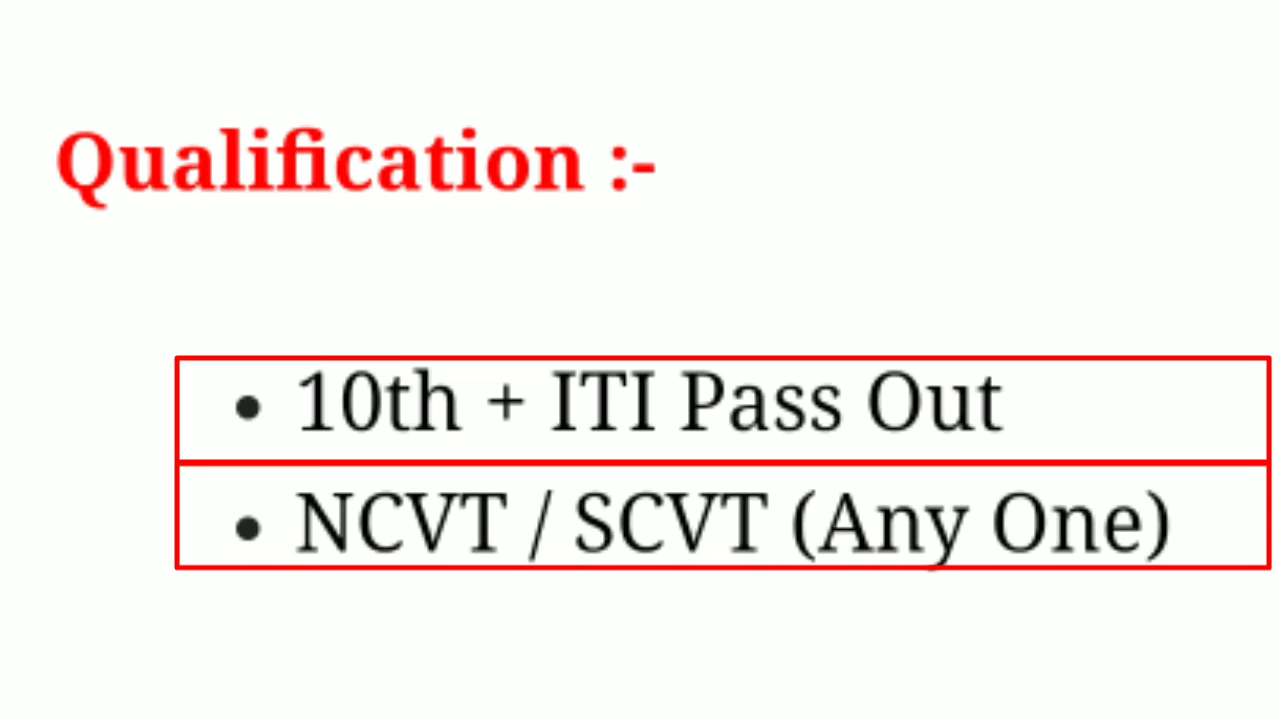 Qualification :-
• 10th + ITI Pass Out
• NCVT / SCVT (Any One)